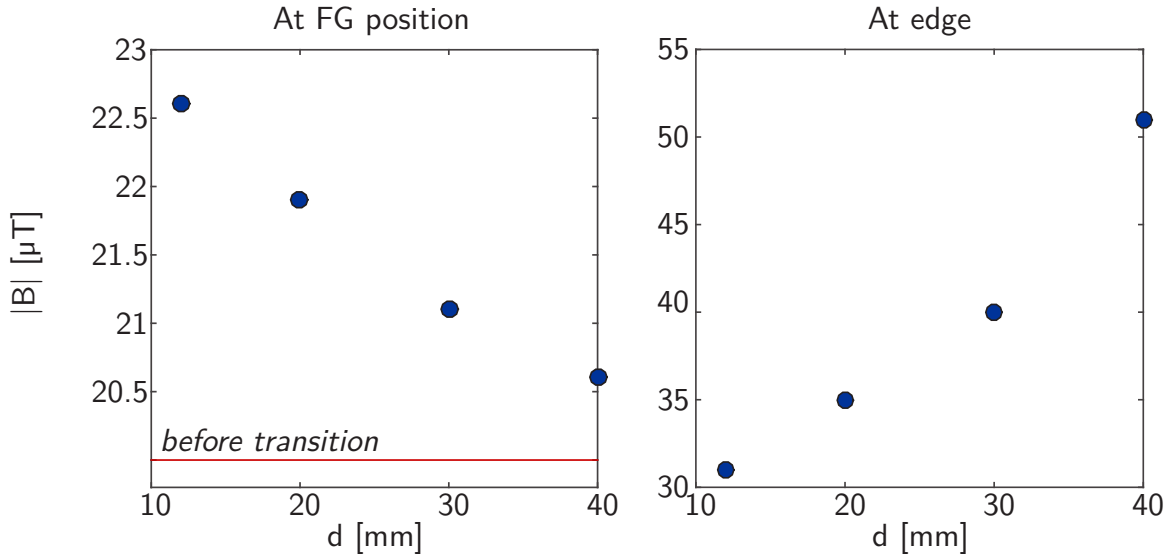 At FG position
|B| [µT]
23
22.5
22
21.5
21
20.5
before transition
10 20 30 40
d [mm]
At edge
55
50
45
40
35
30
10 20 30 40
d [mm]